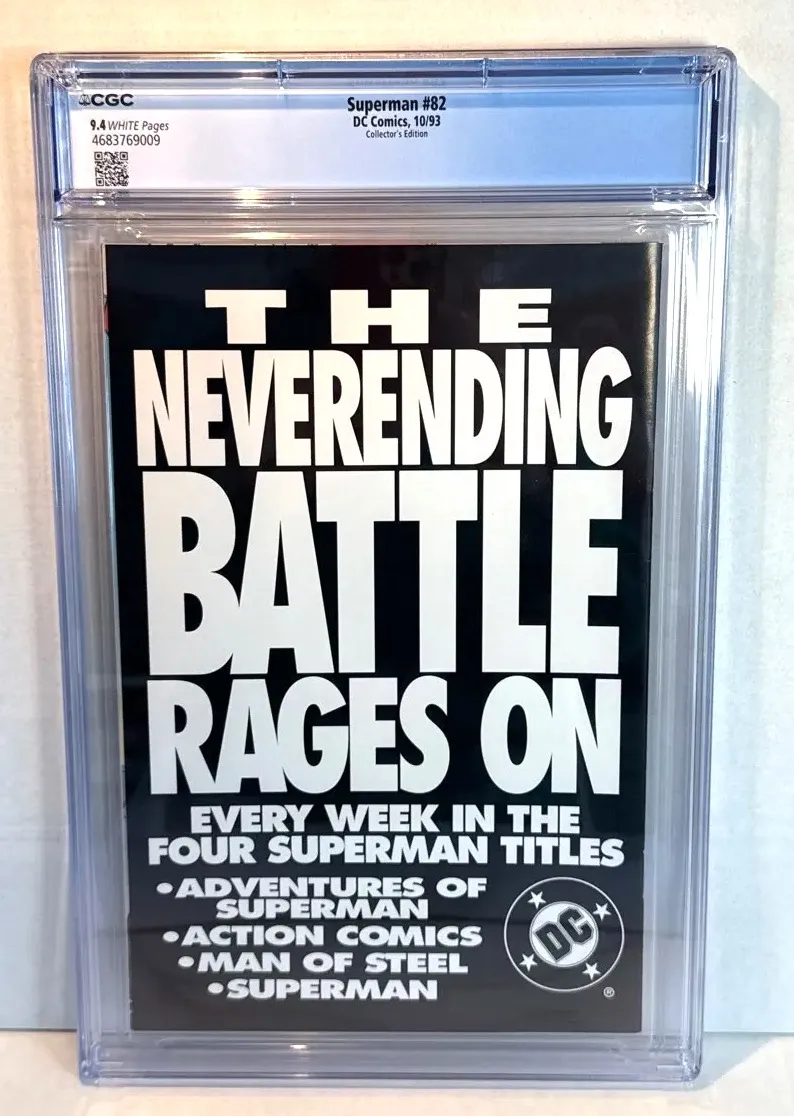 CGC
Superman #82
9.4 WHITE Pages
DC Comics, 10/93
4683769009
Collector's Edition
THE
NEVERENDING
BATTLE
RAGES ON
EVERY WEEK IN THE
FOUR SUPERMAN TITLES
•ADVENTURES OF
SUPERMAN
•ACTION COMICS
•MAN OF STEEL
•SUPERMAN
DC
®